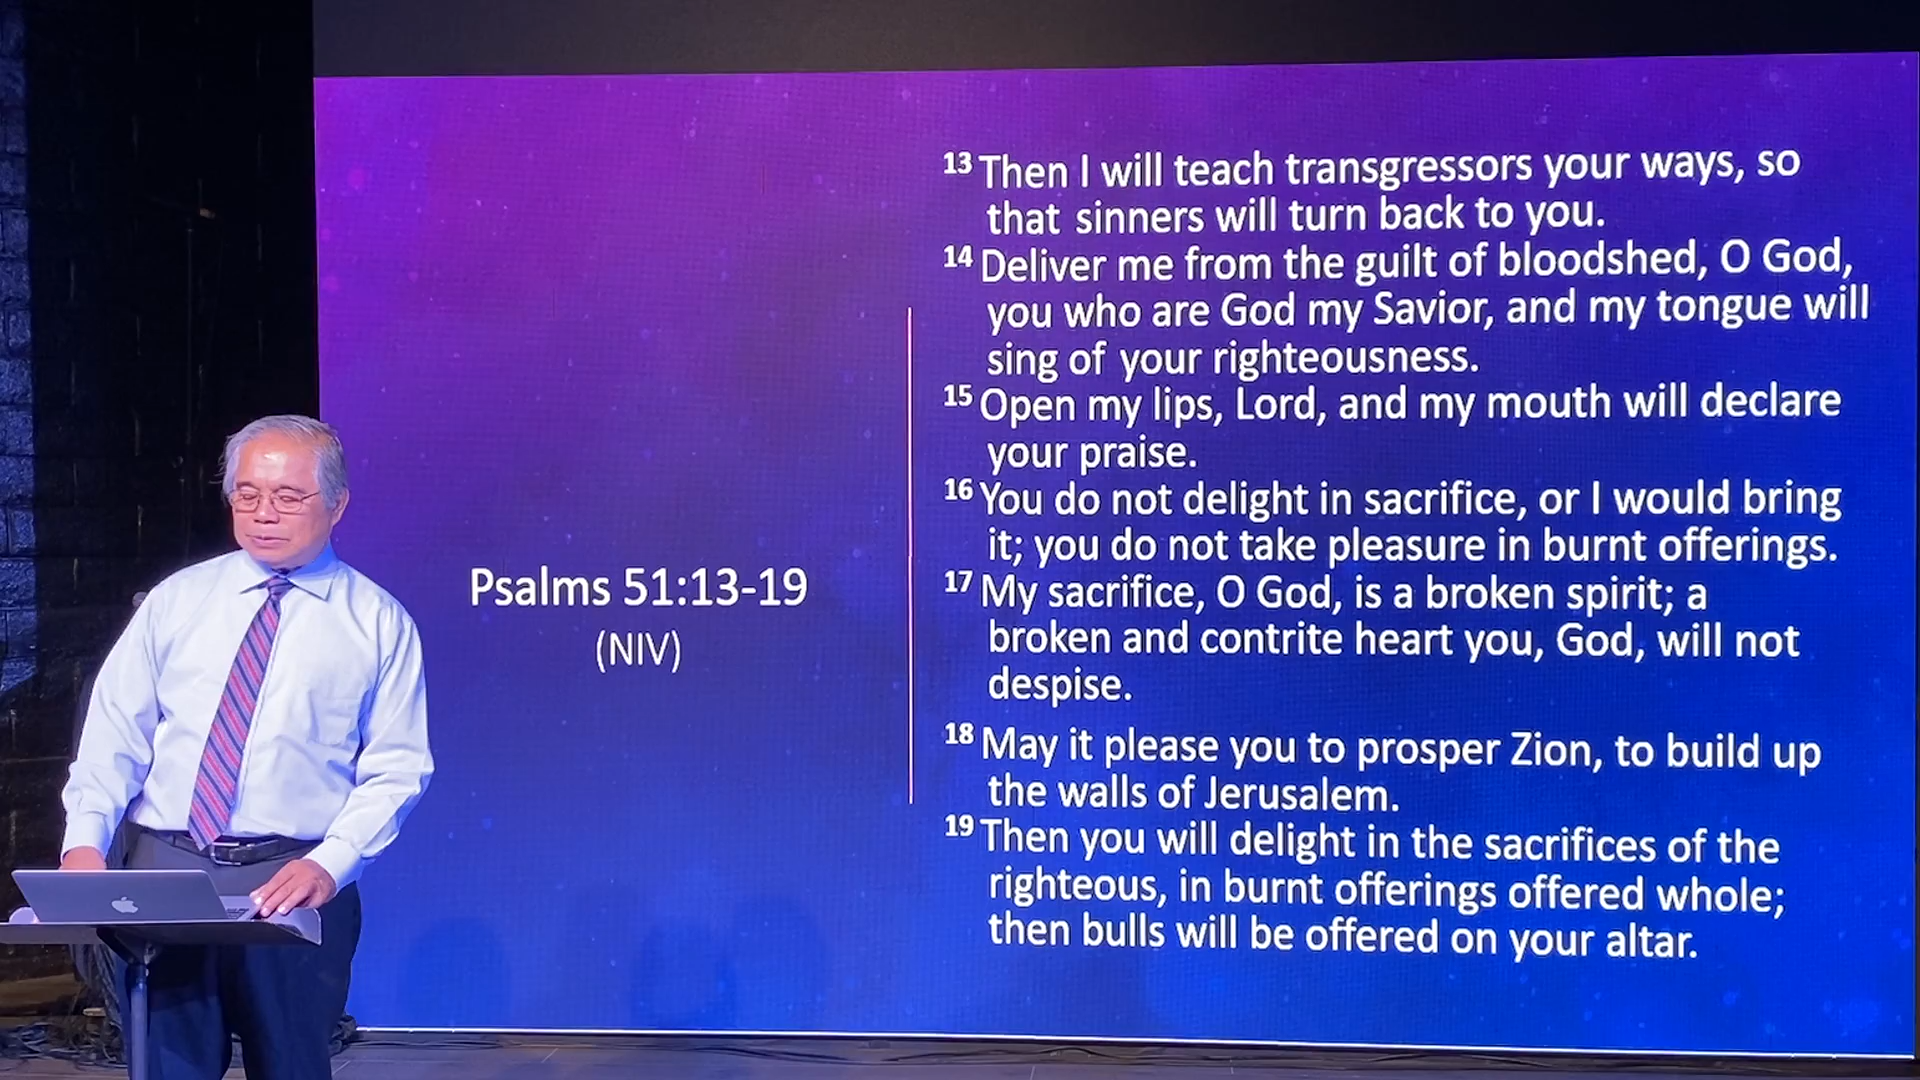 Psalms 51:13-19
(NIV)
13 Then I will teach transgressors your ways, so
that sinners will turn back to you.
14 Deliver me from the guilt of bloodshed, O God,
you who are God my Savior, and my tongue will
sing of your righteousness.
15 Open my lips, Lord, and my mouth will declare
your praise.
16 You do not delight in sacrifice, or I would bring
it; you do not take pleasure in burnt offerings.
17 My sacrifice, O God, is a broken spirit; a
broken and contrite heart you, God, will not
despise.
18 May it please you to prosper Zion, to build up
the walls of Jerusalem.
19 Then you will delight in the sacrifices of the
righteous, in burnt offerings offered whole;
then bulls will be offered on your altar.